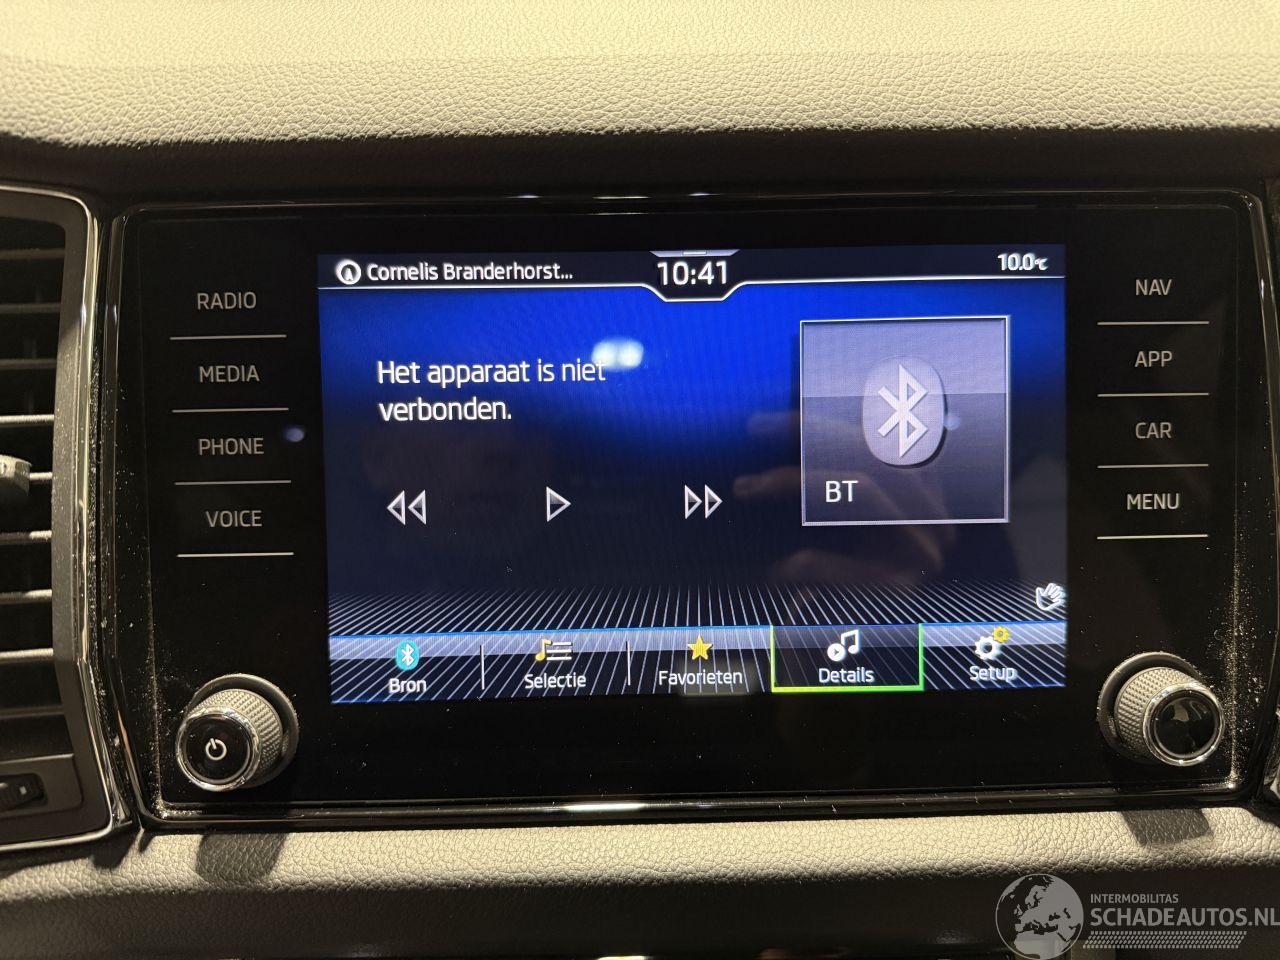 Cornelis Branderhorst...
10:41
10.0°C
RADIO
MEDIA
PHONE
VOICE
Het apparaat is niet
verbonden.
BT
NAV
APP
CAR
MENU
Bron
Selectie
Favorieten
Details
Setup
INTERMOBILITAS
SCHADEAUTOS.NL